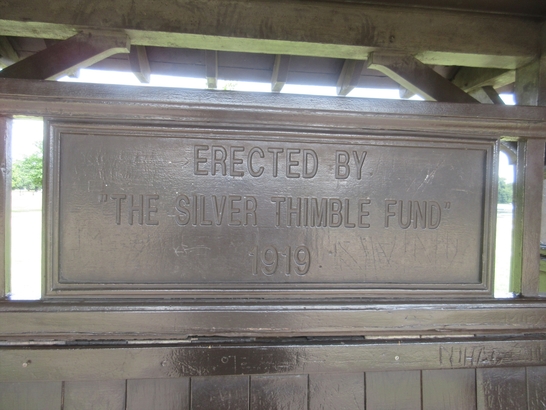 ERECTED BY
"THE SILVER THIMBLE FUND"
1919